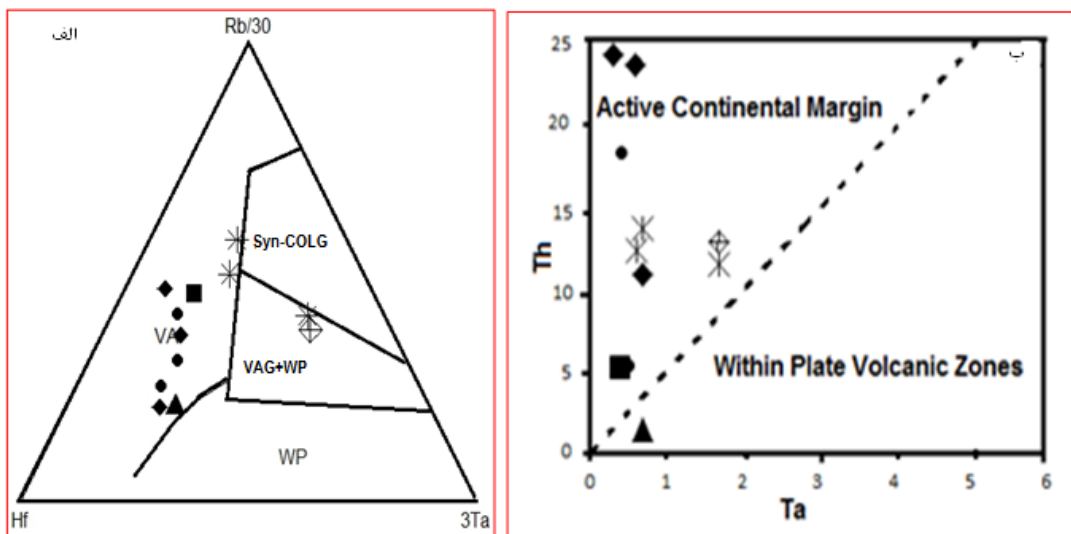 الف
Rb/30
Syn-COLG
VA
VAG+WP
WP
Hf
3Ta
ب
25
20
15
10
5
0
Th
Active Continental Margin
Within Plate Volcanic Zones
0 1 2 3 4 5 6
Ta